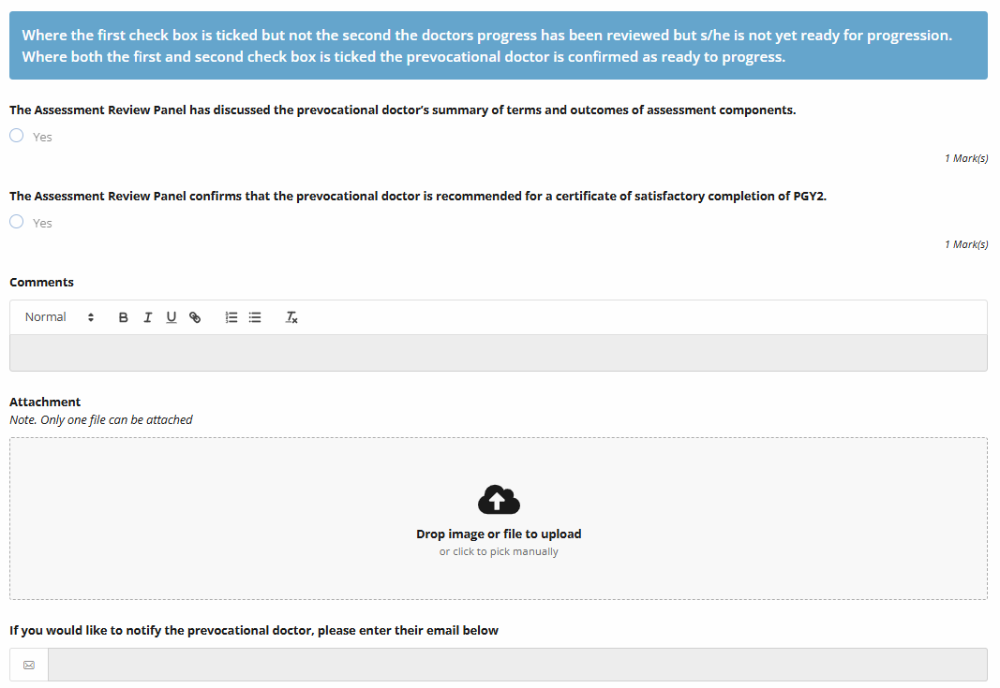 Where the first check box is ticked but not the second the doctors progress has been reviewed but s/he is not yet ready for progression.
Where both the first and second check box is ticked the prevocational doctor is confirmed as ready to progress.
The Assessment Review Panel has discussed the prevocational doctor's summary of terms and outcomes of assessment components.
Yes
1 Mark(s)
The Assessment Review Panel confirms that the prevocational doctor is recommended for a certificate of satisfactory completion of PGY2.
Yes
1 Mark(s)
Comments
Normal B I U
Attachment
Note. Only one file can be attached
Drop image or file to upload
or click to pick manually
If you would like to notify the prevocational doctor, please enter their email below